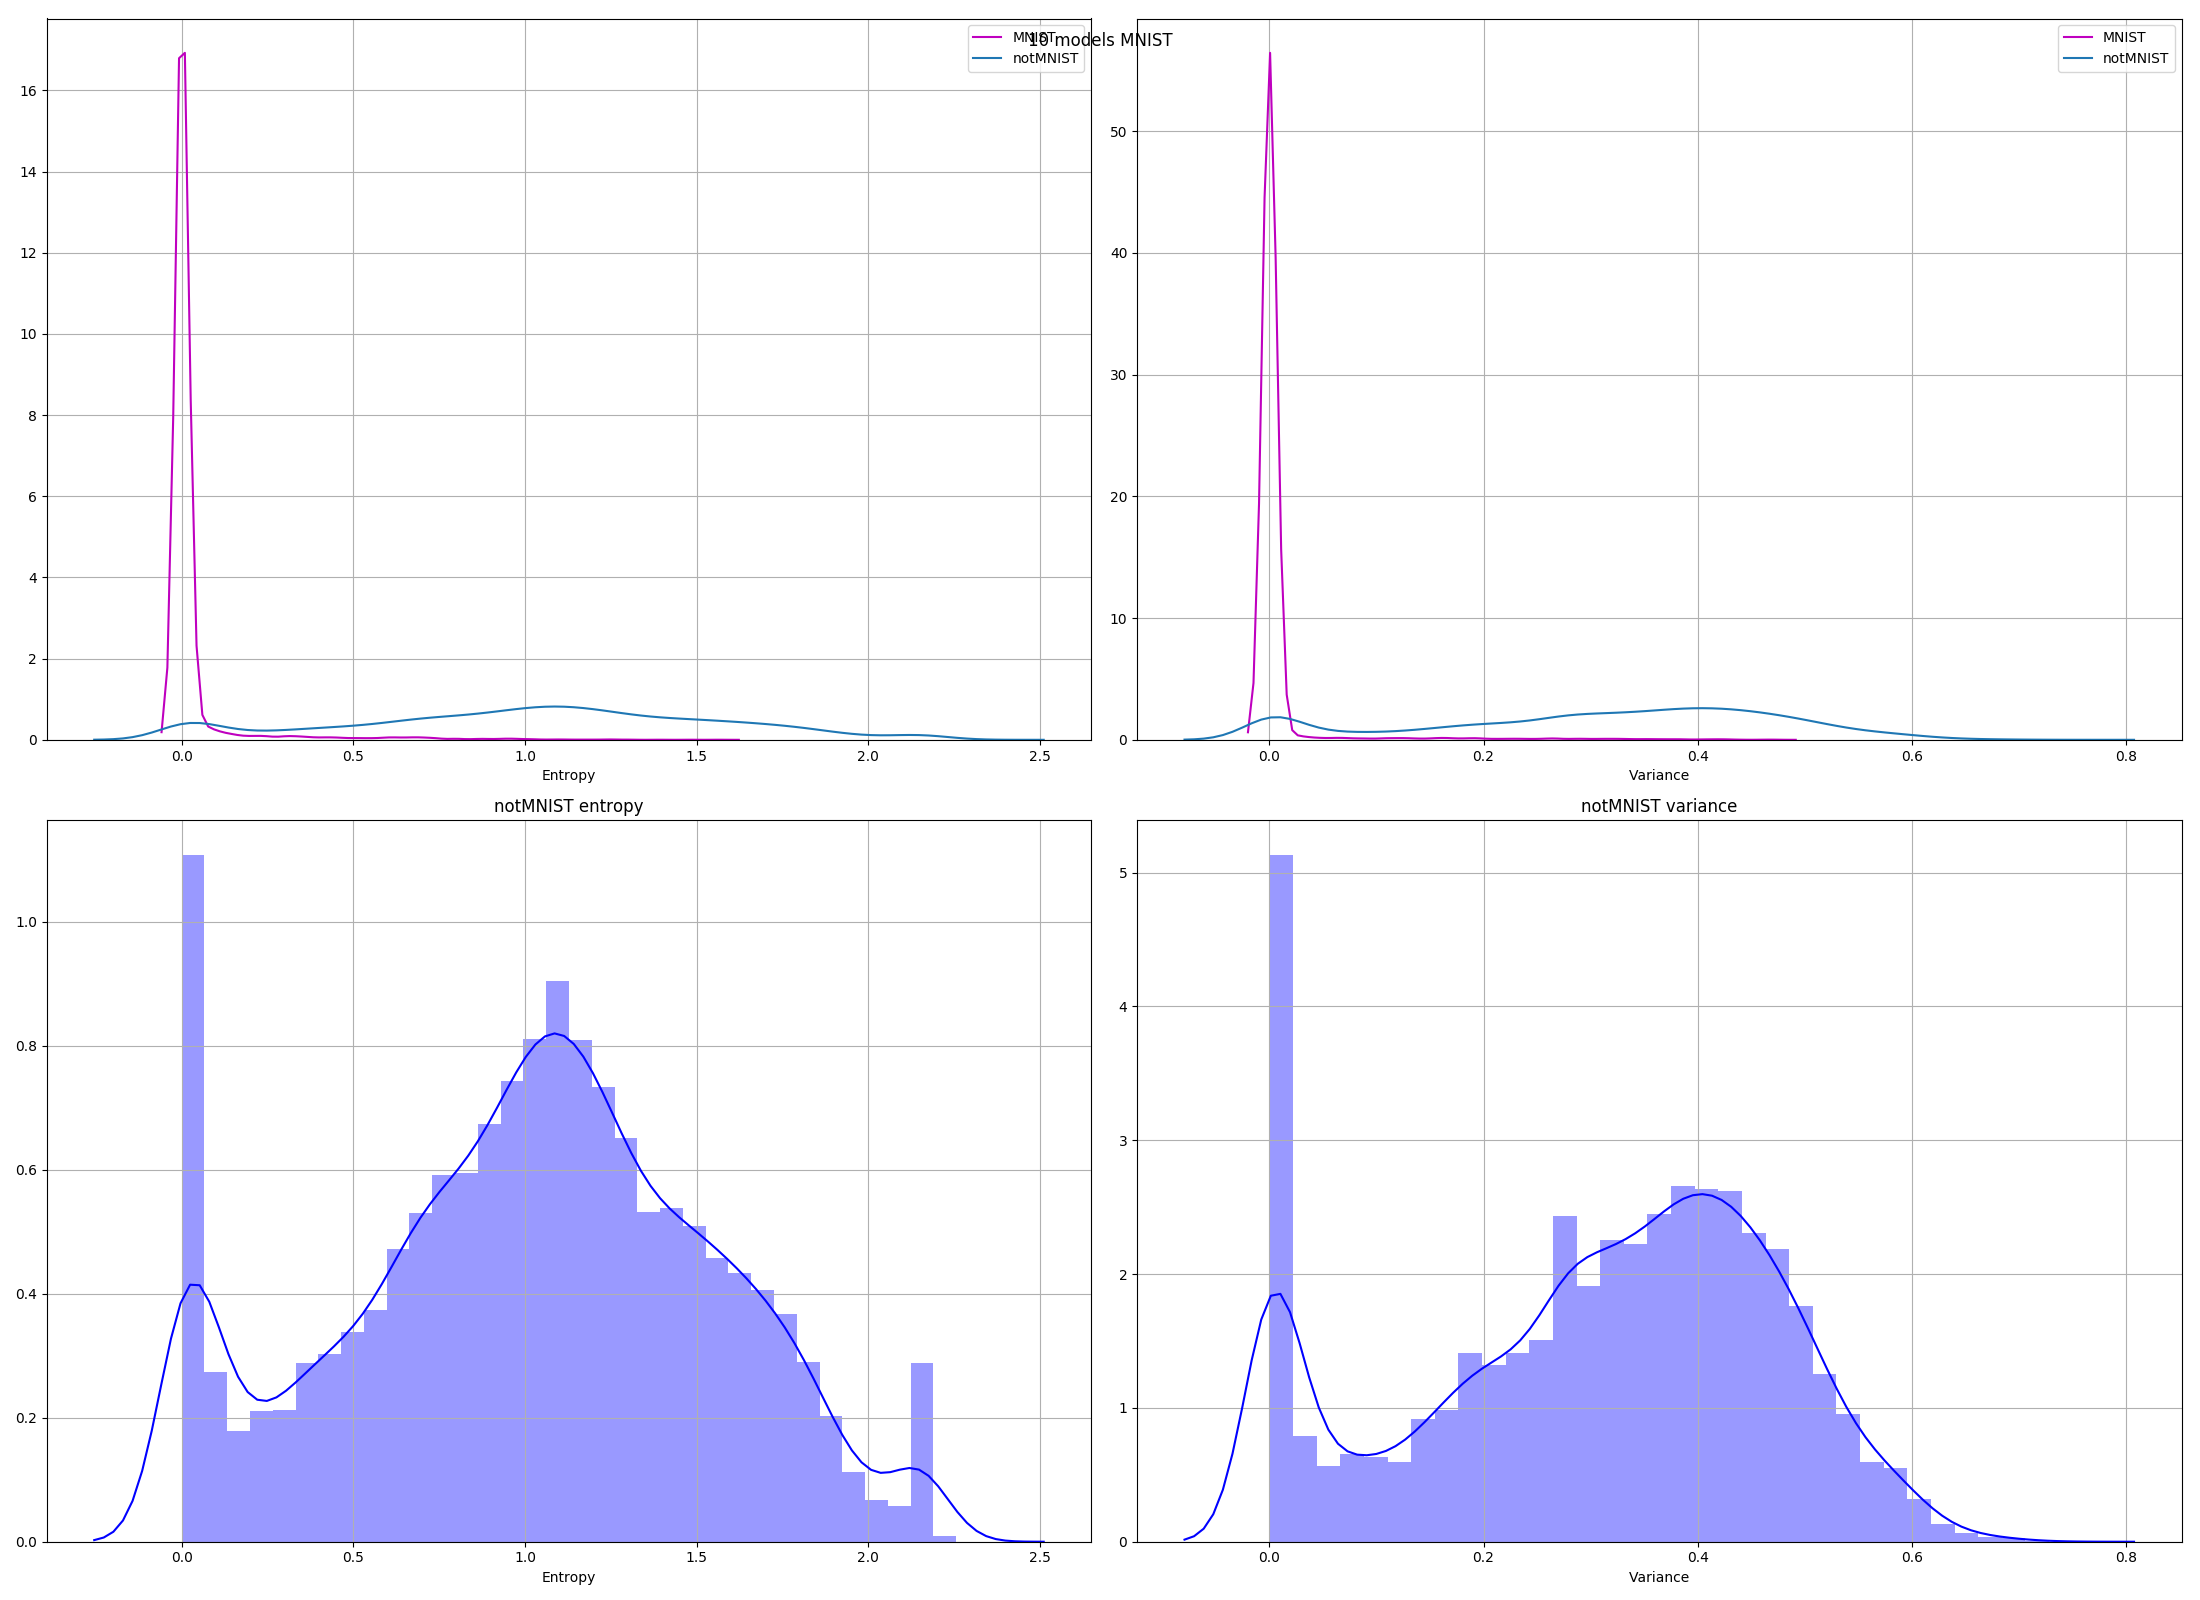 10 models MNIST
MNIST
notMNIST
16
14
12
10
8
6
4
2
0
0.0 0.5 1.0 1.5 2.0 2.5
Entropy
MNIST
notMNIST
50
40
30
20
10
0
0.0 0.2 0.4 0.6 0.8
Variance
notMNIST entropy
1.0
0.8
0.6
0.4
0.2
0.0
0.0 0.5 1.0 1.5 2.0 2.5
Entropy
notMNIST variance
5
4
3
2
1
0
0.0 0.2 0.4 0.6 0.8
Variance